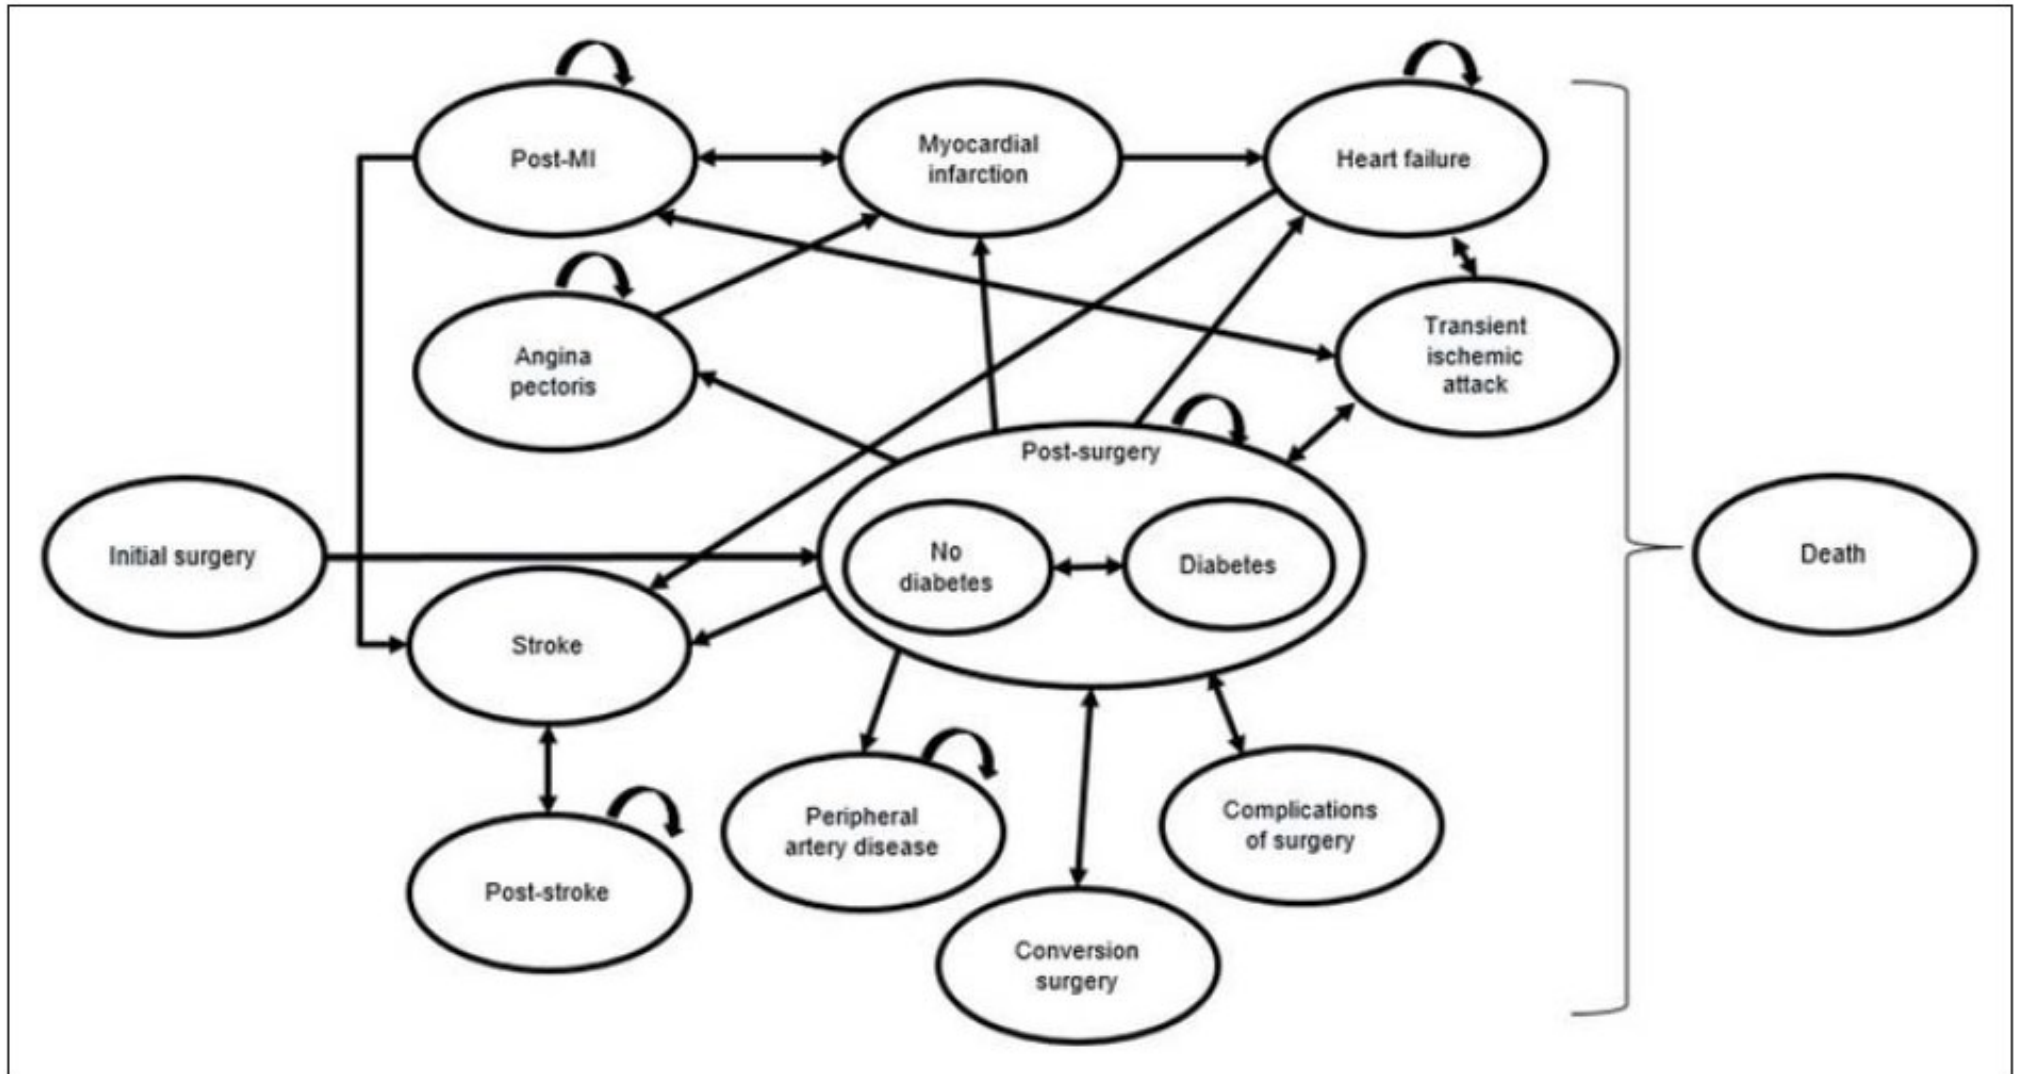 Post-MI
Myocardial
infarction
Heart failure
Angina
pectoris
Transient
ischemic
attack
Post-surgery
Initial surgery
No
diabetes
Diabetes
Death
Stroke
Peripheral
artery disease
Complications
of surgery
Post-stroke
Conversion
surgery